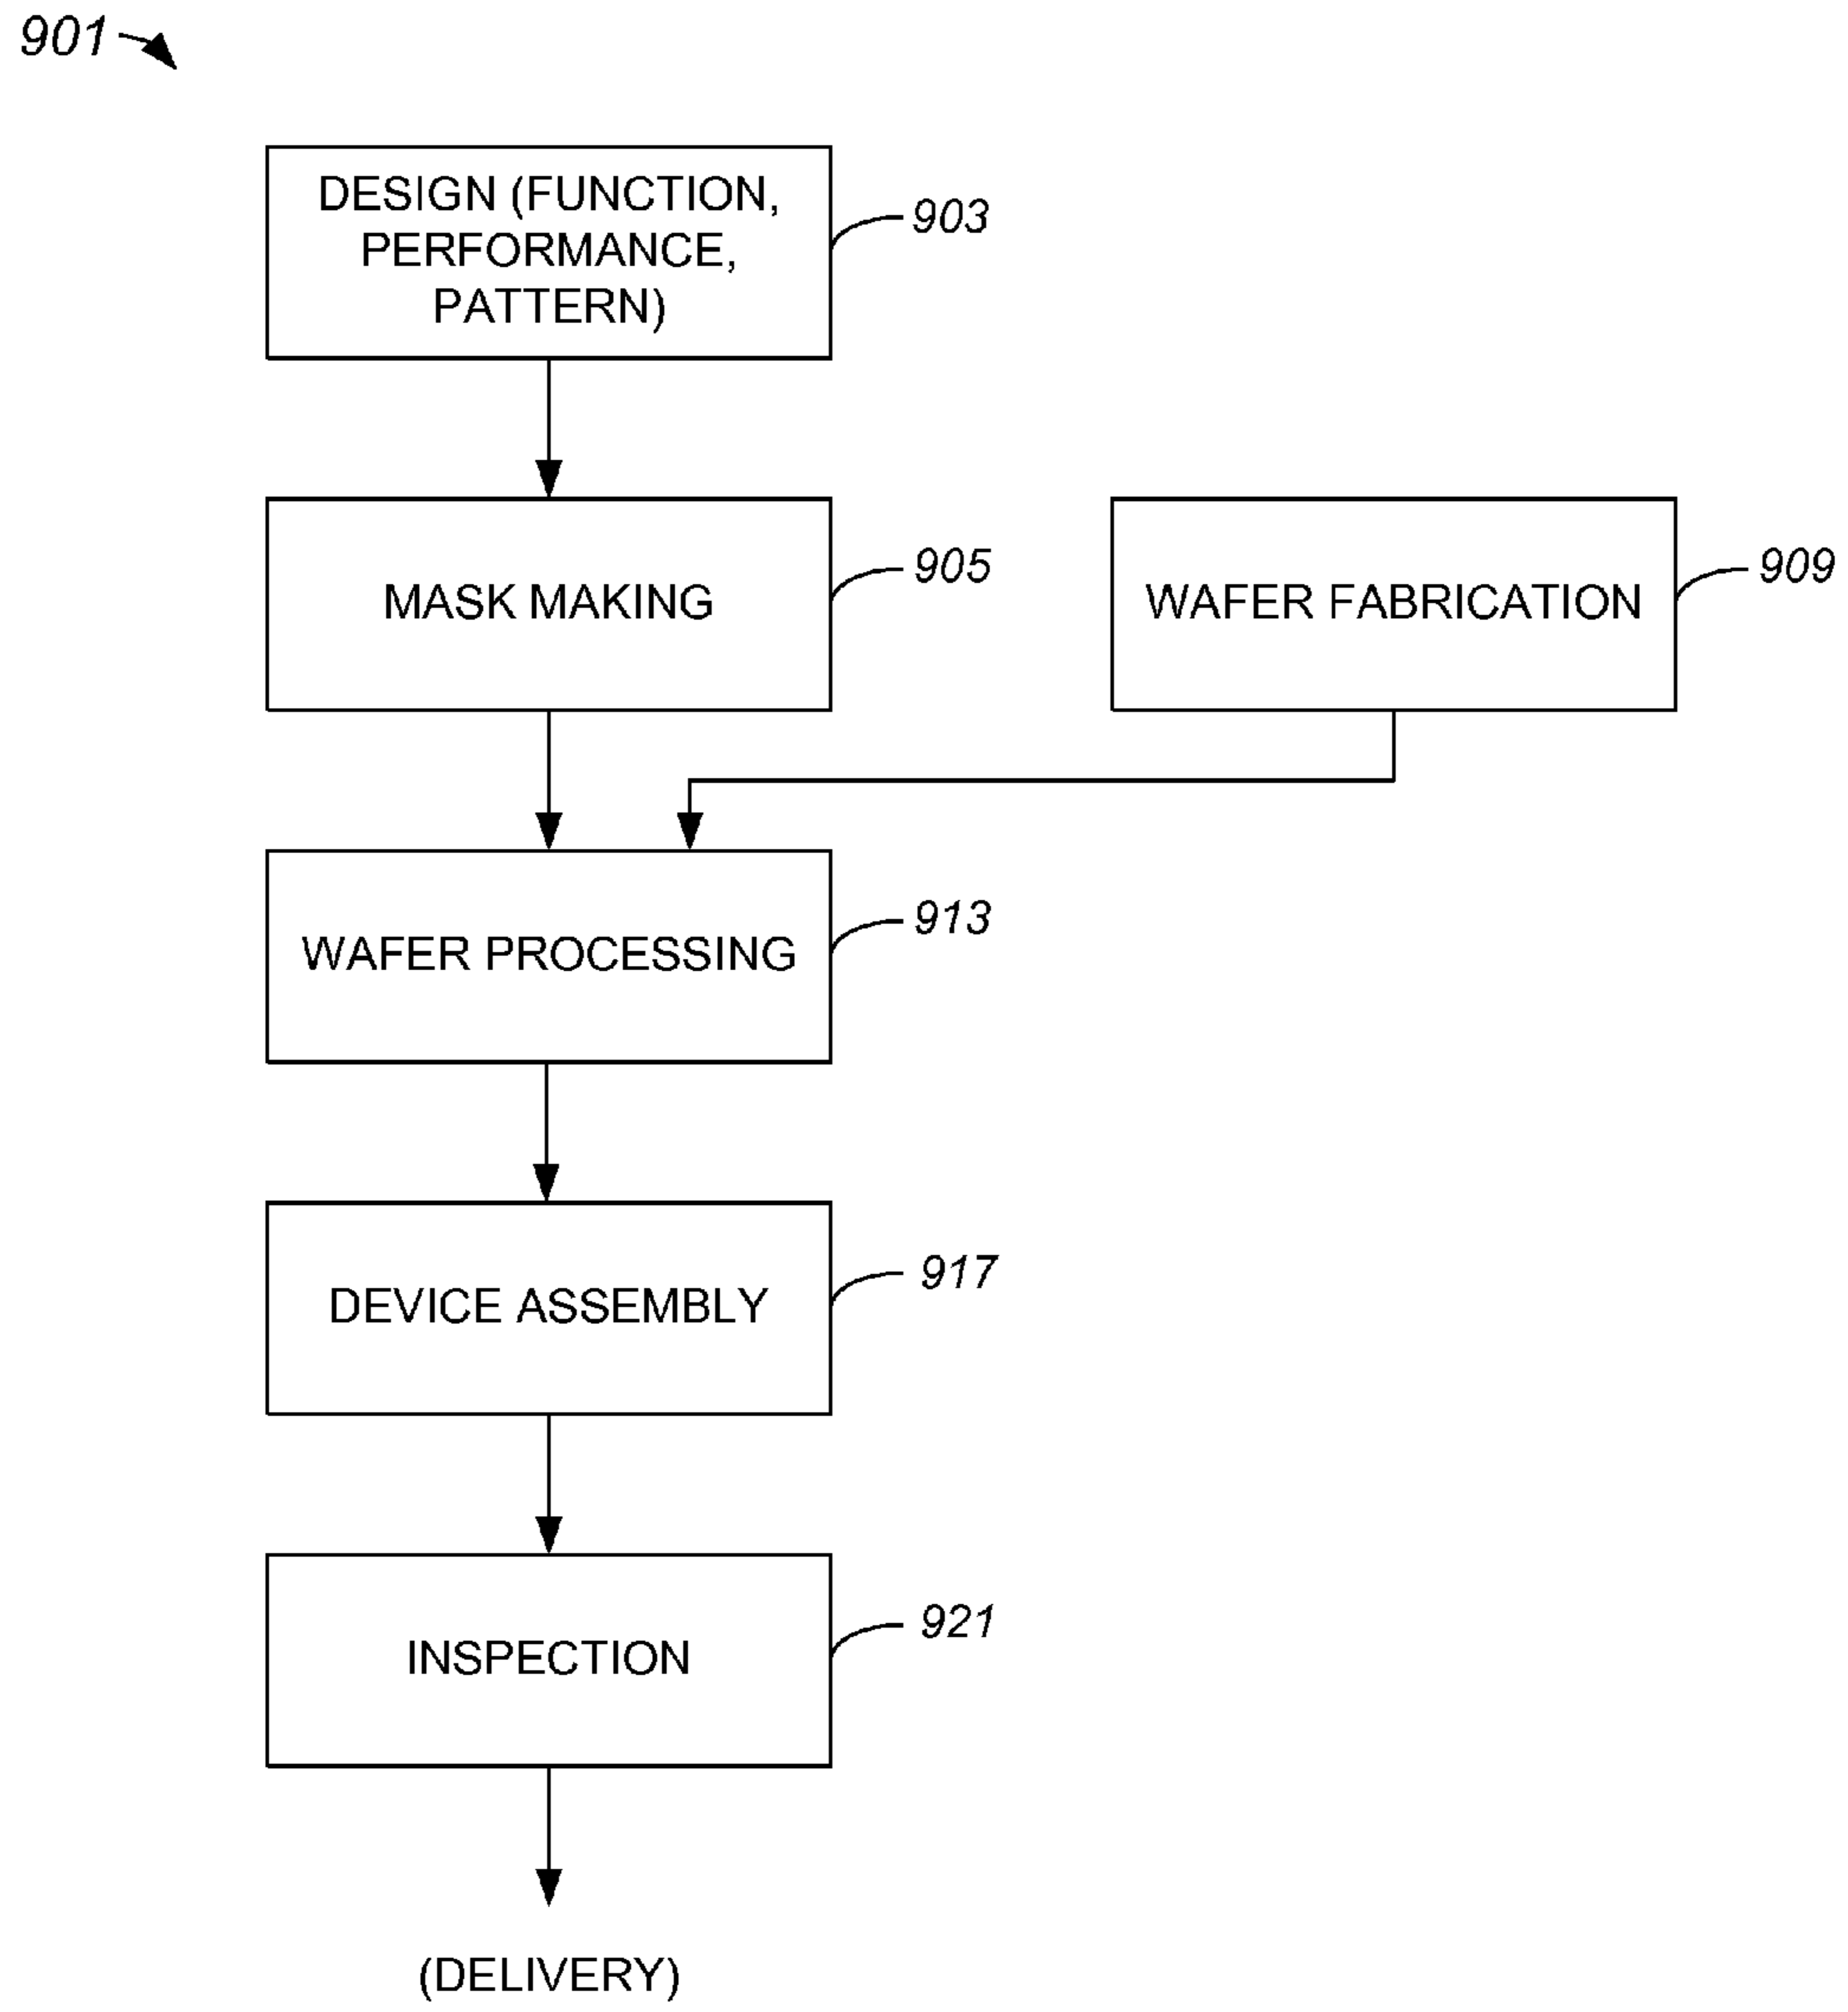 901
DESIGN (FUNCTION,
PERFORMANCE,
PATTERN)
903
MASK MAKING
905
WAFER FABRICATION
909
WAFER PROCESSING
913
DEVICE ASSEMBLY
917
INSPECTION
921
(DELIVERY)